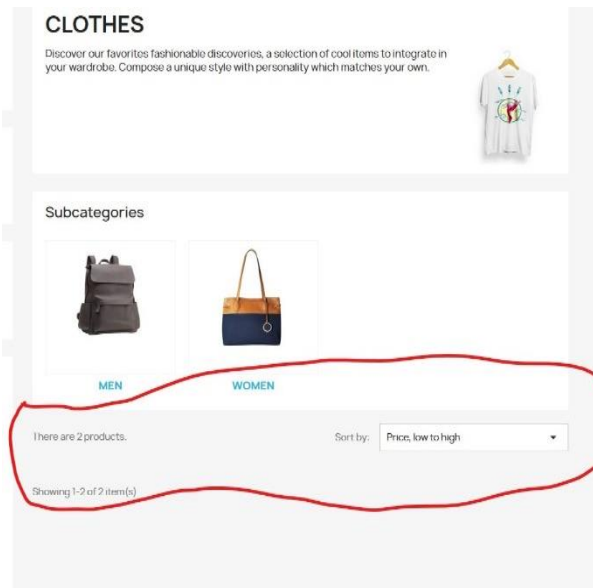 CLOTHES
Discover our favorites fashionable discoveries, a selection of cool items to integrate in
your wardrobe. Compose a unique style with personality which matches your own.
Subcategories
MEN
WOMEN
There are 2 products.
Sort by:
Price, low to high
Showing 1-2 of 2 item(s)